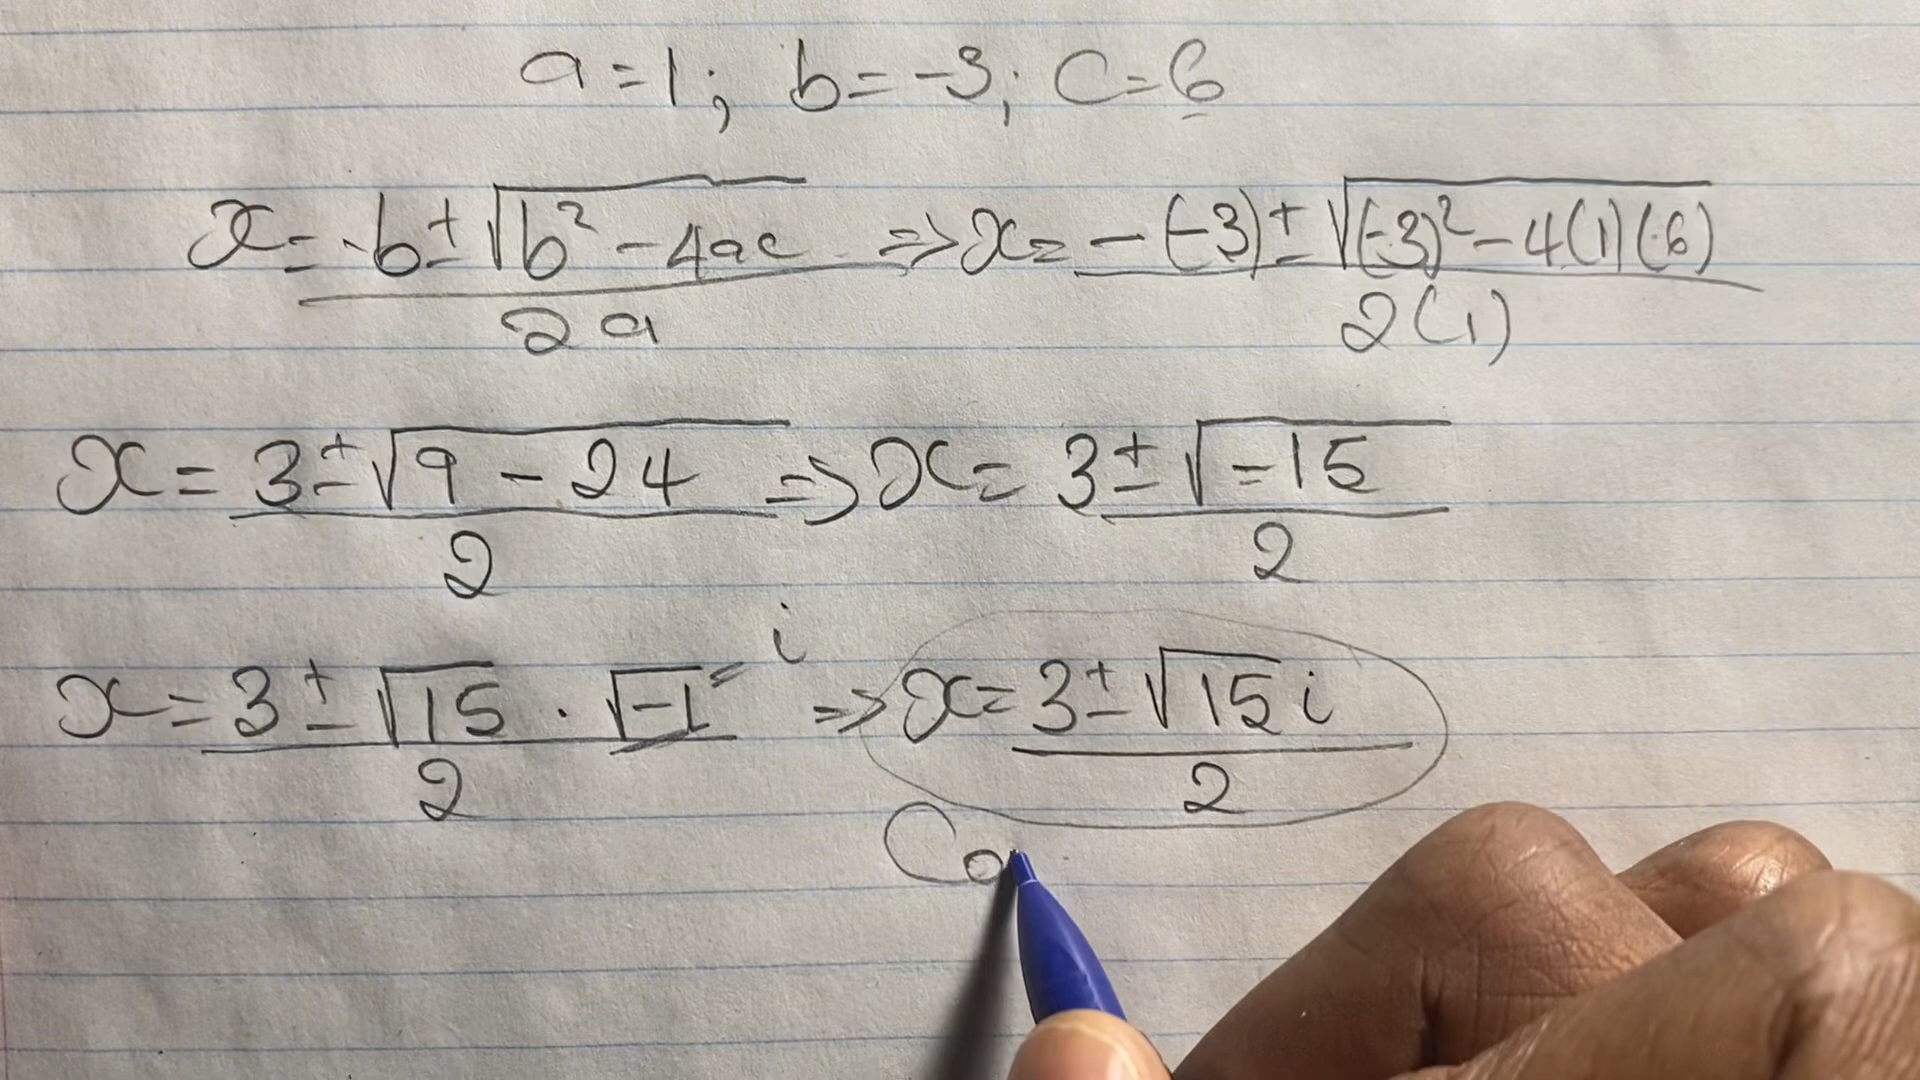 a=1; b=-3; c=6
x= -b±√b²-4ac / 2a => x= -(-3)±√(-3)²-4(1)(6) / 2(1)
x= 3±√9-24 / 2 => x= 3±√-15 / 2
x= 3±√15 · √-1 = i / 2 => x= 3±√15 i / 2
Co